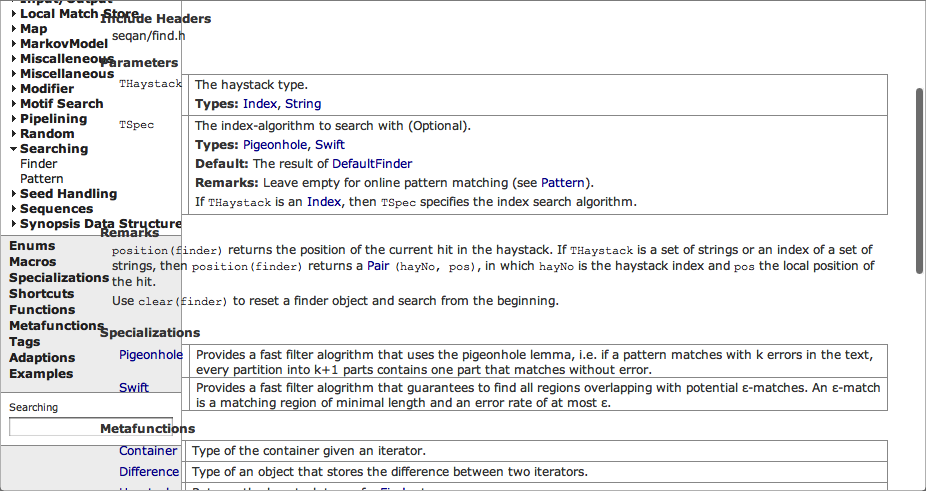 Local Match Store
Map
MarkovModel
Miscalleneous
Miscellaneous
Modifier
Motif Search
Pipelining
Random
Searching
Finder
Pattern
Seed Handling
Sequences
Synopsis Data Structure
Enums
Macros
Specializations
Shortcuts
Functions
Metafunctions
Tags
Adaptions
Examples
Searching
Include Headers
seqan/find.h
Parameters
THaystack
The haystack type.
Types: Index, String
TSpec
The index-algorithm to search with (Optional).
Types: Pigeonhole, Swift
Default: The result of DefaultFinder
Remarks: Leave empty for online pattern matching (see Pattern).
If THaystack is an Index, then TSpec specifies the index search algorithm.
Remarks
position(finder) returns the position of the current hit in the haystack. If THaystack is a set of strings or an index of a set of
strings, then position(finder) returns a Pair (hayNo, pos), in which hayNo is the haystack index and pos the local position of
the hit.
Use clear(finder) to reset a finder object and search from the beginning.
Specializations
Pigeonhole
Provides a fast filter alogrithm that uses the pigeonhole lemma, i.e. if a pattern matches with k errors in the text,
every partition into k+1 parts contains one part that matches without error.
Swift
Provides a fast filter alogrithm that guarantees to find all regions overlapping with potential ε-matches. An ε-match
is a matching region of minimal length and an error rate of at most ε.
Metafunctions
Container
Type of the container given an iterator.
Difference
Type of an object that stores the difference between two iterators.